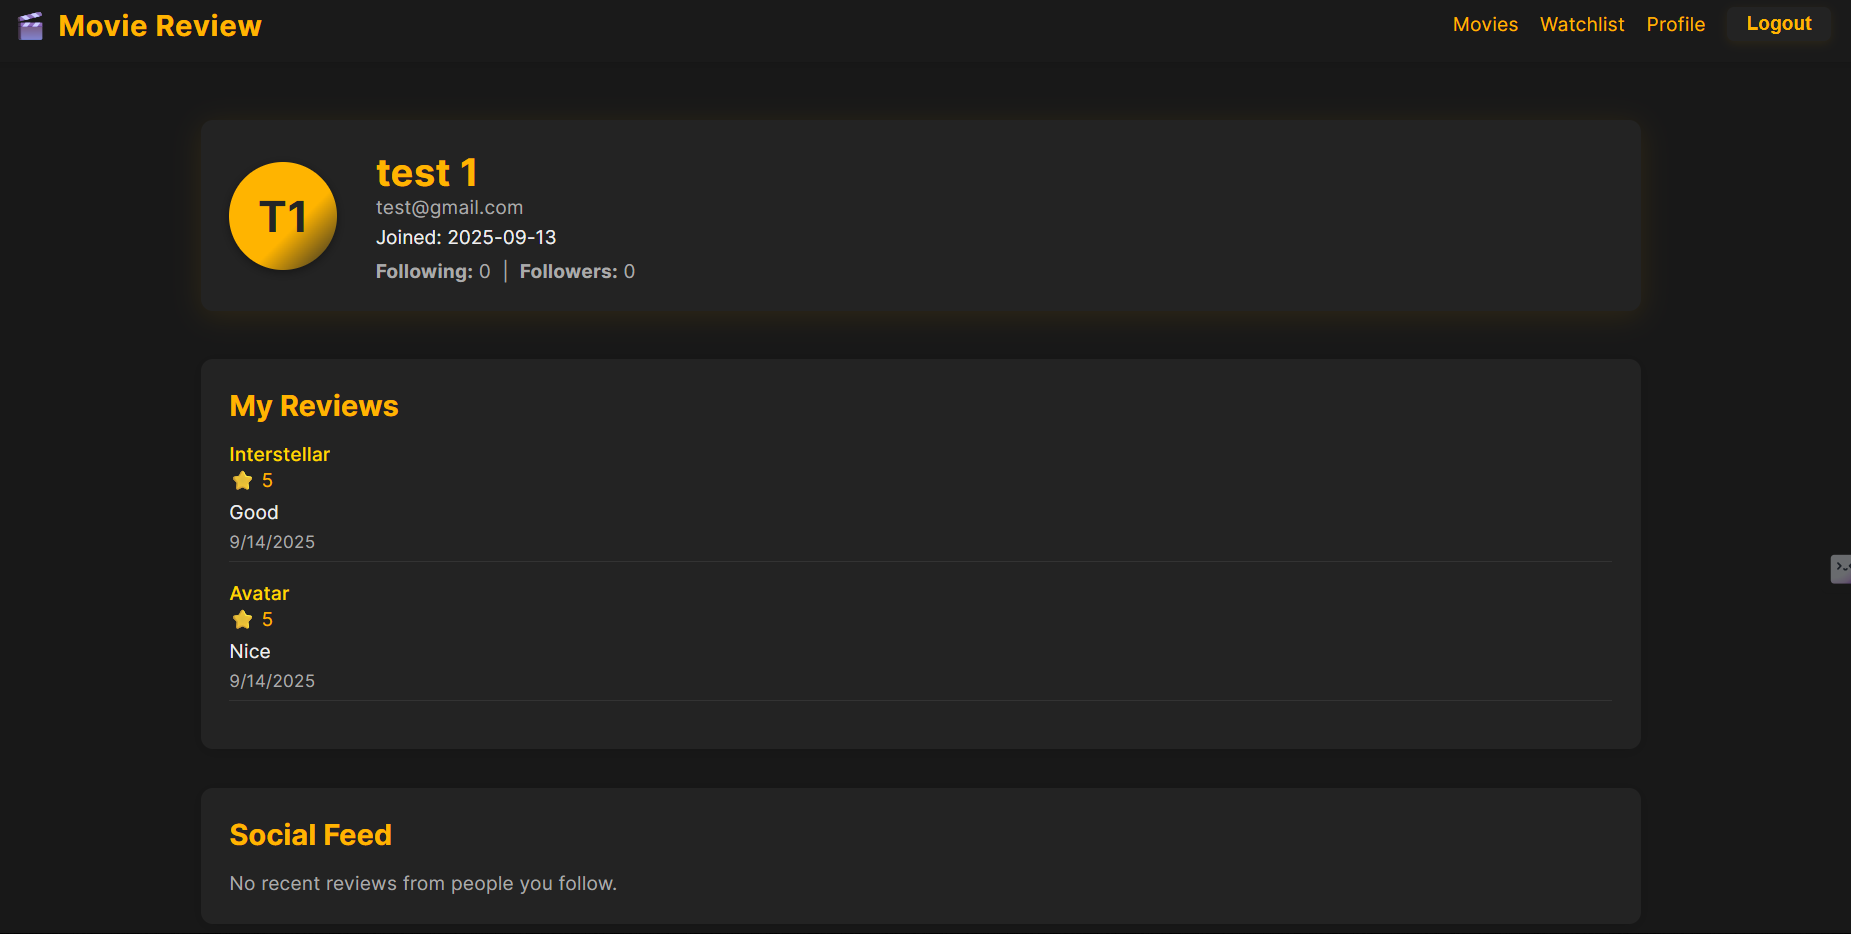 Movie Review
Movies Watchlist Profile Logout
T1
test 1
test@gmail.com
Joined: 2025-09-13
Following: 0 | Followers: 0
My Reviews
Interstellar
5
Good
9/14/2025
Avatar
5
Nice
9/14/2025
Social Feed
No recent reviews from people you follow.